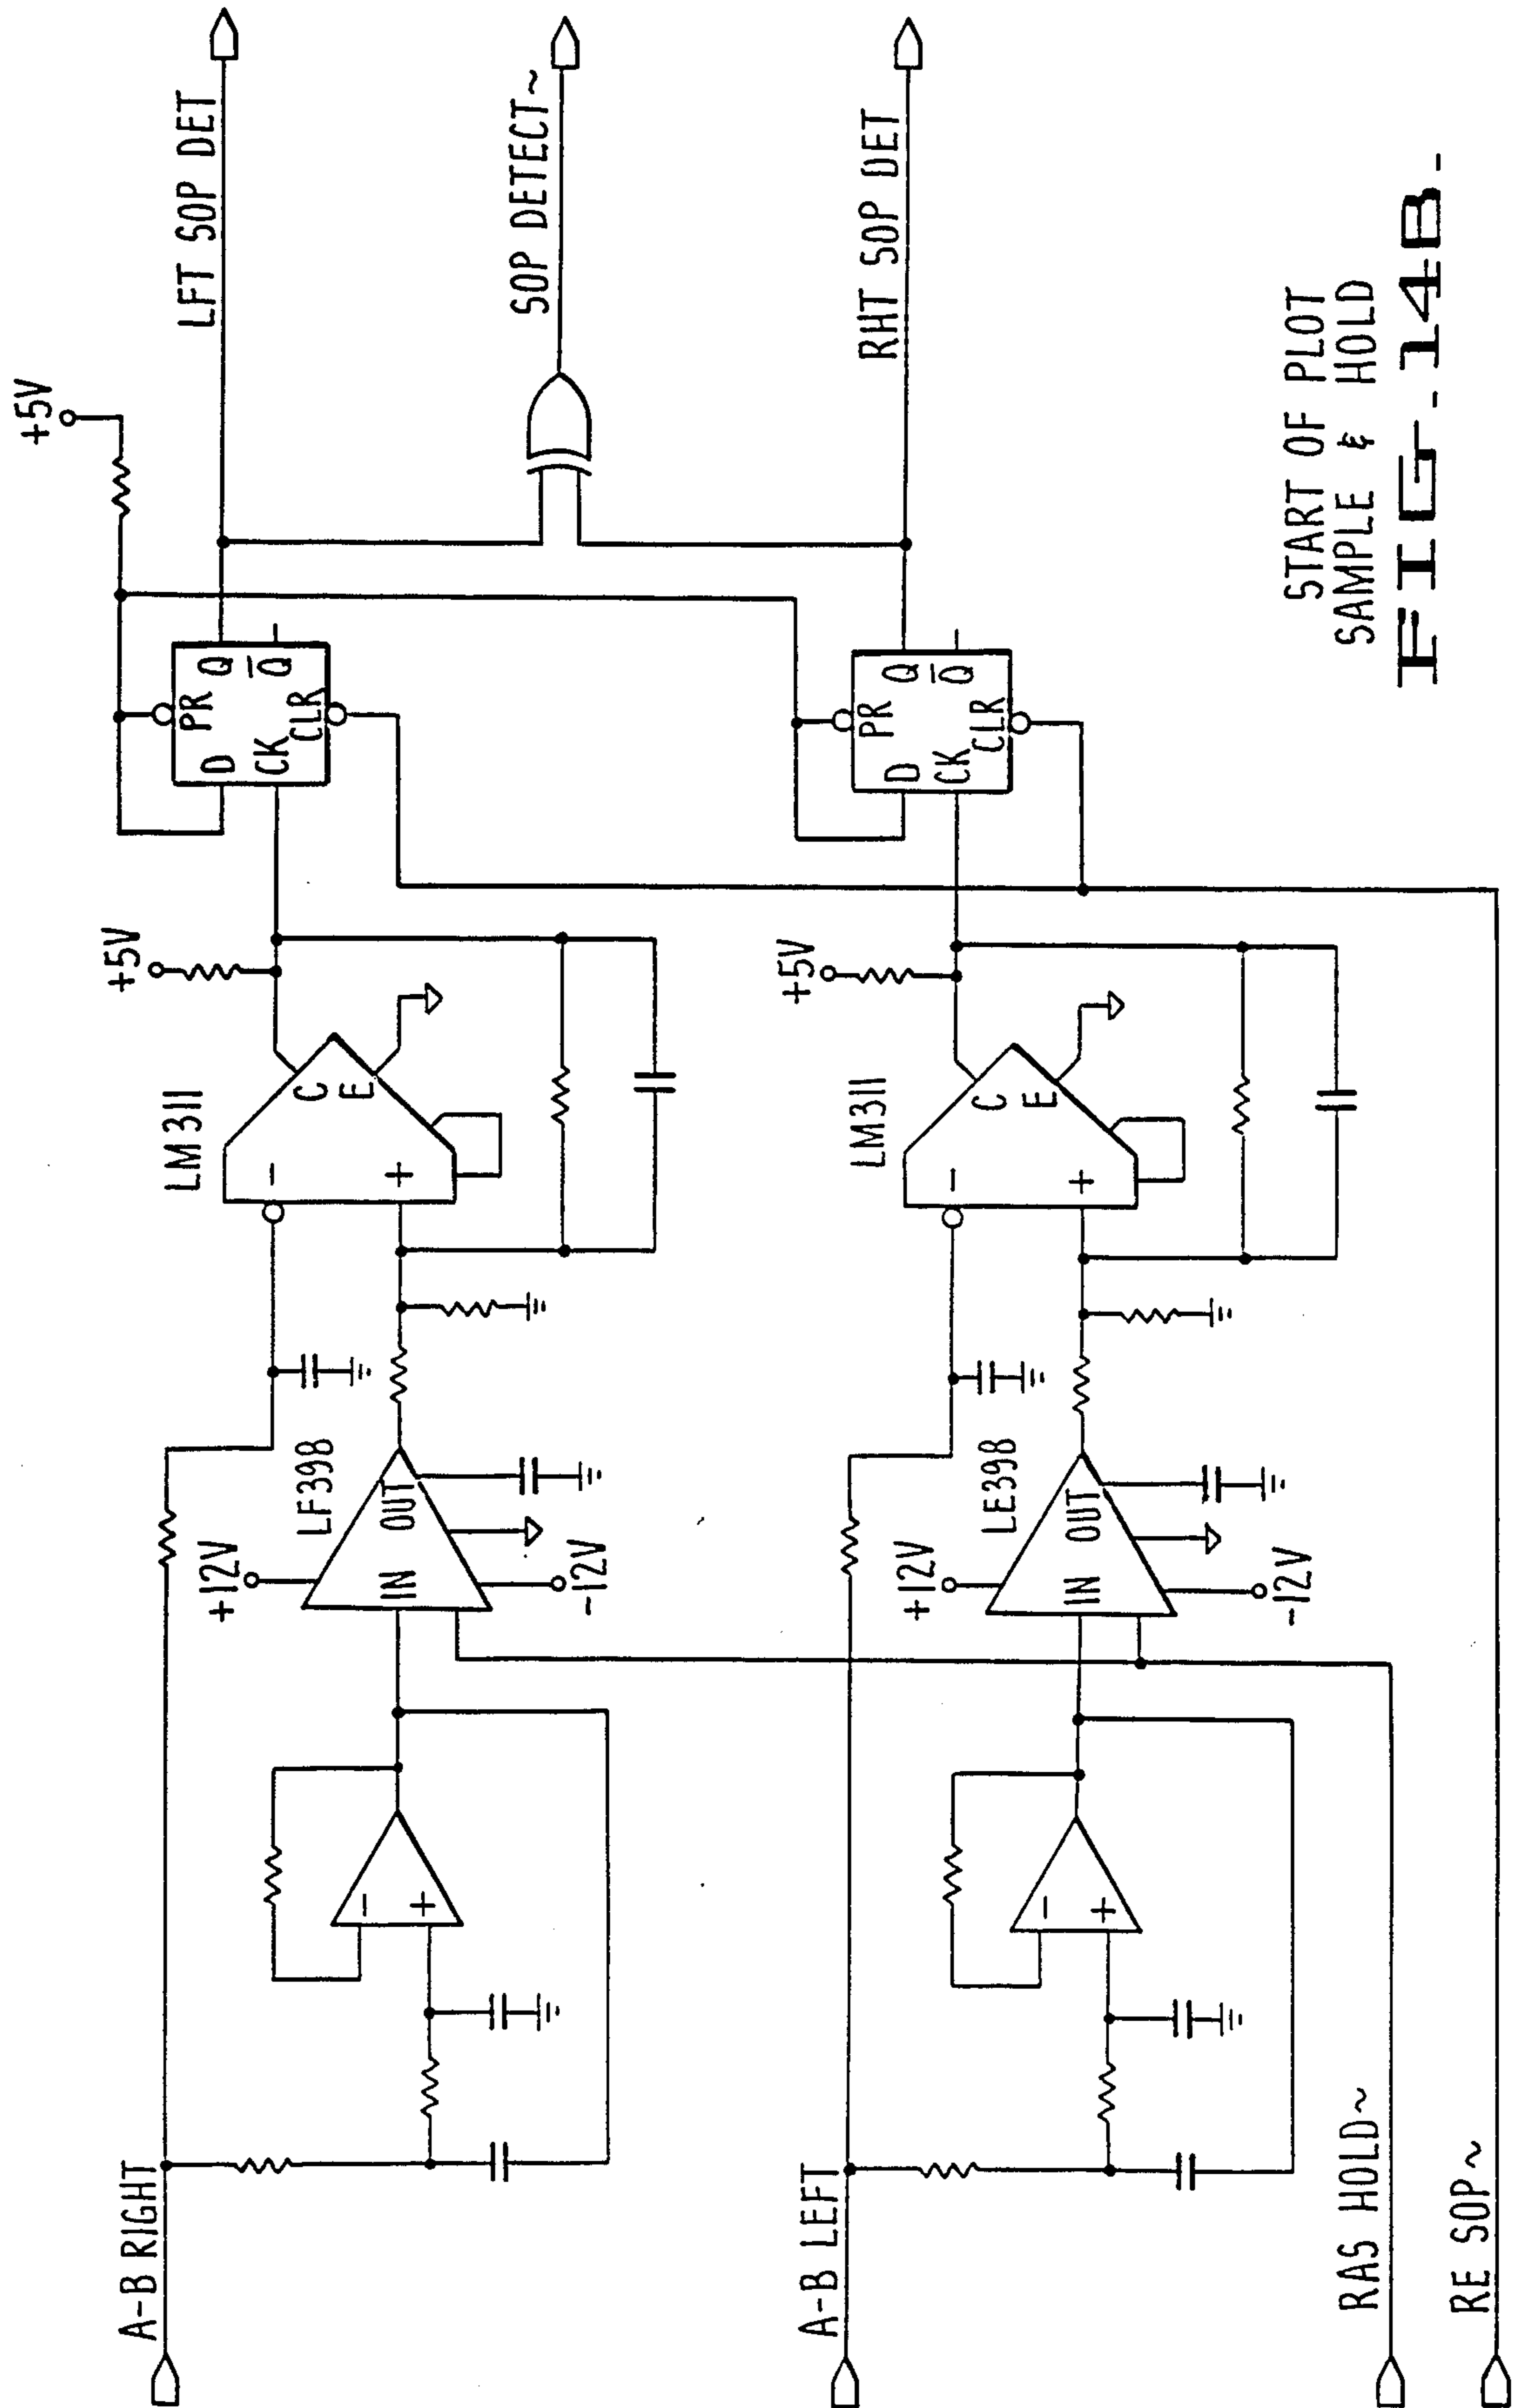 A-B RIGHT
+12V
LF398
IN
OUT
-12V
-
+
LM311
-
+
C
E
+5V
D
PR
Q
CK
CLR
Q̅
+5V
LFT SOP DET
SOP DETECT~
A-B LEFT
-
+
+12V
LE398
IN
OUT
-12V
LM311
-
+
C
E
+5V
D
PR
Q
CK
CLR
Q̅
RHT SOP DET
RAS HOLD~
RE SOP~
START OF PLOT
SAMPLE & HOLD
FIG-14B-